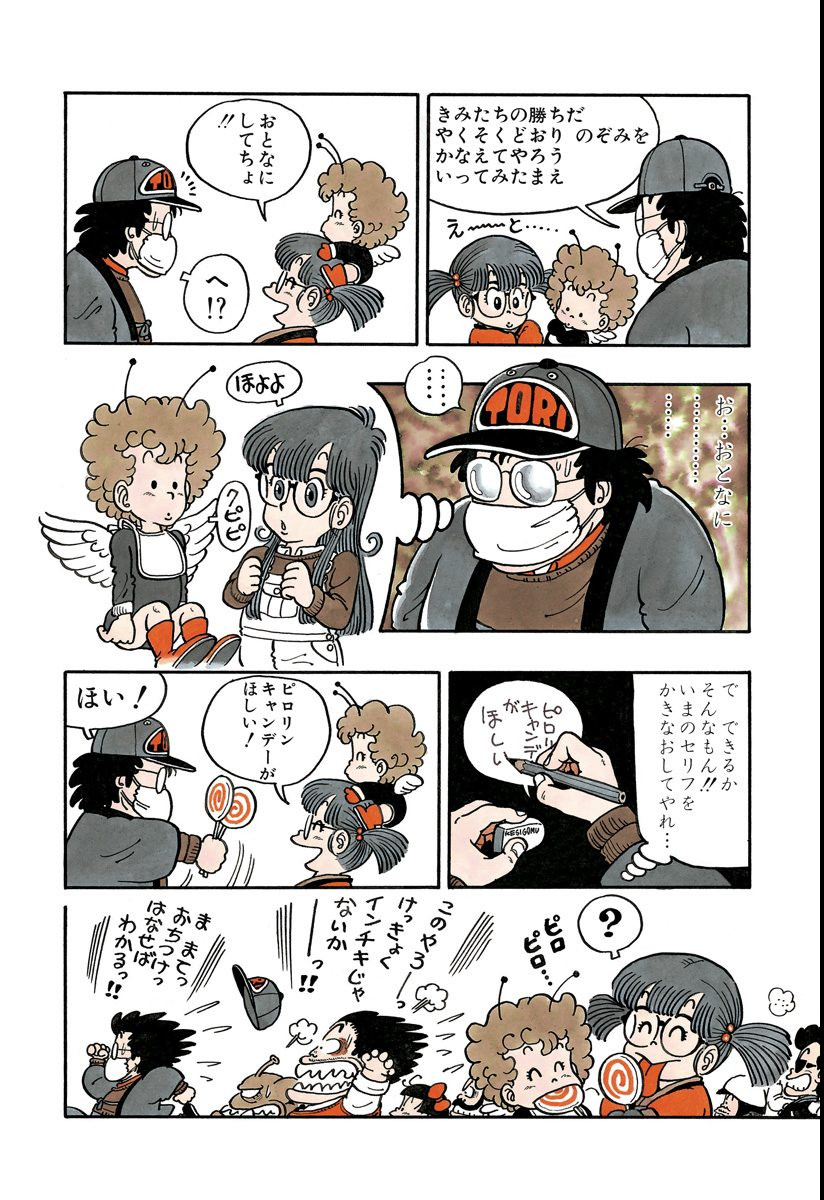 きみたちの勝ちだ
やくそくどおり のぞみを
かなえてやろう
いってみたまえ
え〜〜と……
おとなに
してちょ
!!
へ
!?
TORI
お…おとなに
…………
……
……
TORI
ほよよ
クピピ
で できるか
そんなもん!!
いまのセリフを
かきなおしてやれ…
ピロリン
キャンデー
が
ほしい
KESIGOMU
ピロリン
キャンデーが
ほしい!
ほい!
?
ピロ
ピロ…
このやろーっ
けっきょく
インチキじゃ
ないかーっ!!
ま まてっ
おちつけっ
はなせば
わかるっ!!